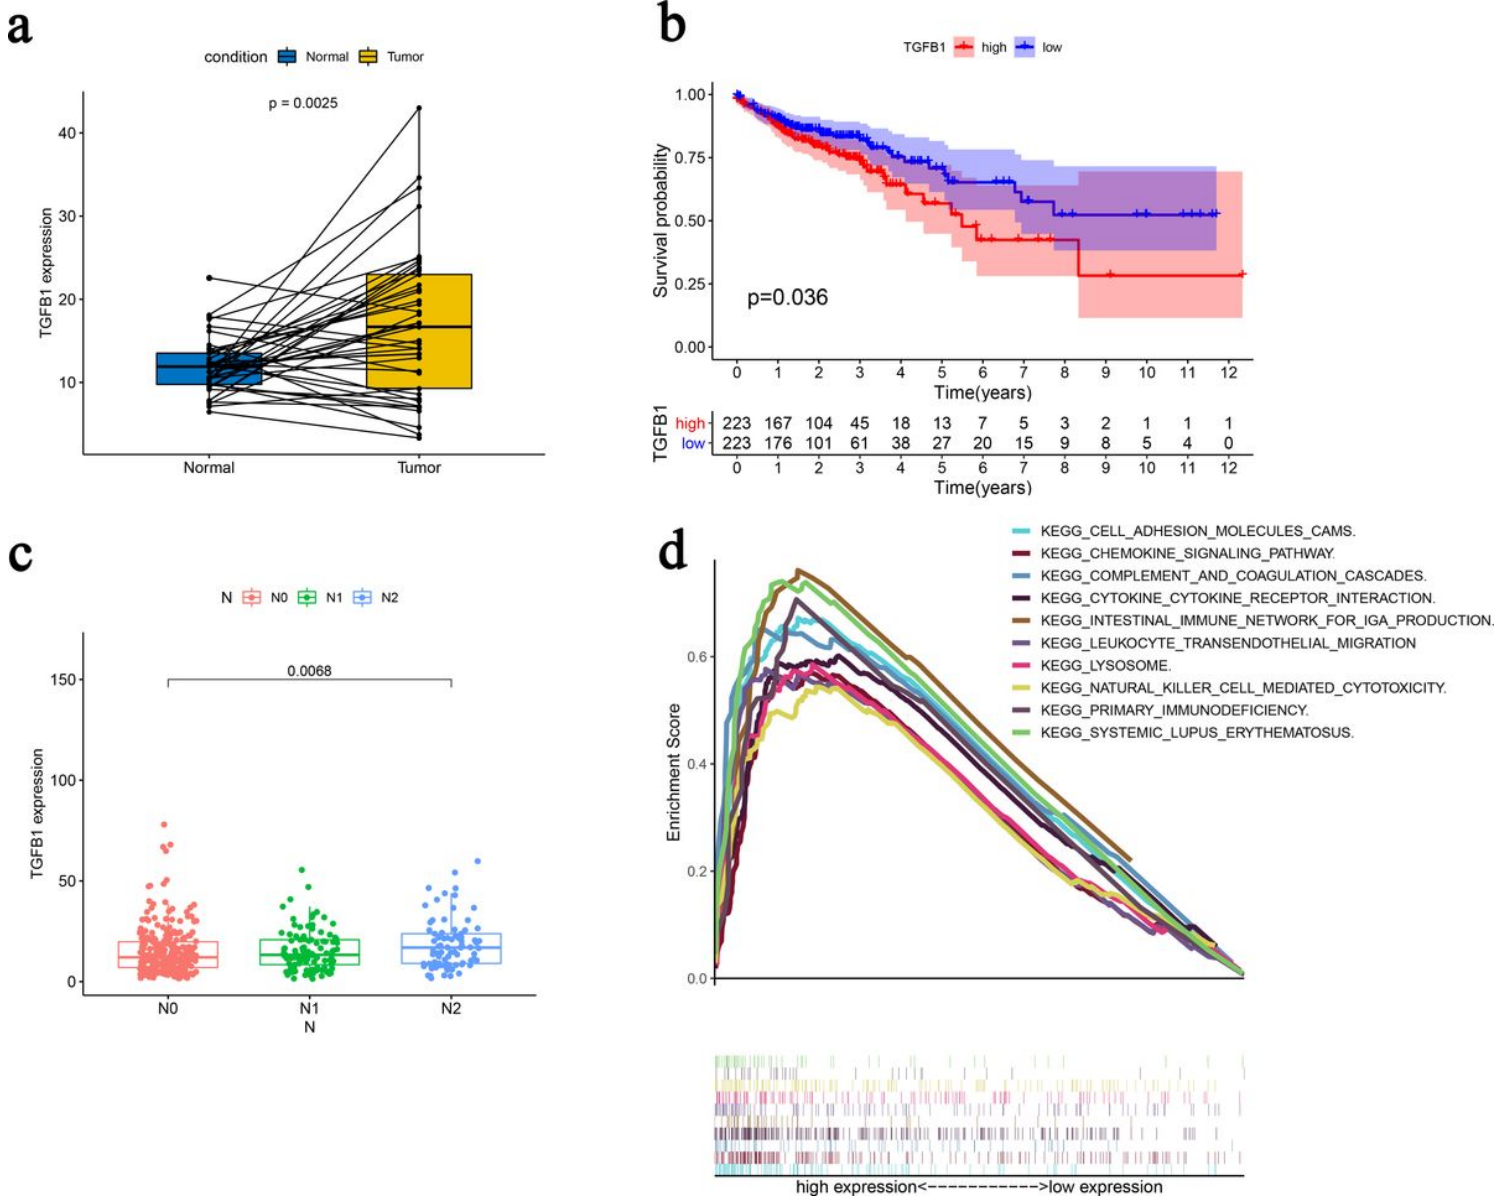 a
condition Normal Tumor
p = 0.0025
TGFB1 expression
40
30
20
10
Normal Tumor
b
TGFB1 high low
Survival probability
1.00
0.75
0.50
0.25
0.00
p=0.036
0 1 2 3 4 5 6 7 8 9 10 11 12
Time(years)
TGFB1
high 223 167 104 45 18 13 7 5 3 2 1 1 1
low 223 176 101 61 38 27 20 15 9 8 5 4 0
0 1 2 3 4 5 6 7 8 9 10 11 12
Time(years)
c
N N0 N1 N2
0.0068
TGFB1 expression
150
100
50
0
N0 N1 N2
N
d
KEGG_CELL_ADHESION_MOLECULES_CAMS.
KEGG_CHEMOKINE_SIGNALING_PATHWAY.
KEGG_COMPLEMENT_AND_COAGULATION_CASCADES.
KEGG_CYTOKINE_CYTOKINE_RECEPTOR_INTERACTION.
KEGG_INTESTINAL_IMMUNE_NETWORK_FOR_IGA_PRODUCTION.
KEGG_LEUKOCYTE_TRANSENDOTHELIAL_MIGRATION
KEGG_LYSOSOME.
KEGG_NATURAL_KILLER_CELL_MEDIATED_CYTOTOXICITY.
KEGG_PRIMARY_IMMUNODEFICIENCY.
KEGG_SYSTEMIC_LUPUS_ERYTHEMATOSUS.
Enrichment Score
0.6
0.4
0.2
0.0
high expression<------------>low expression